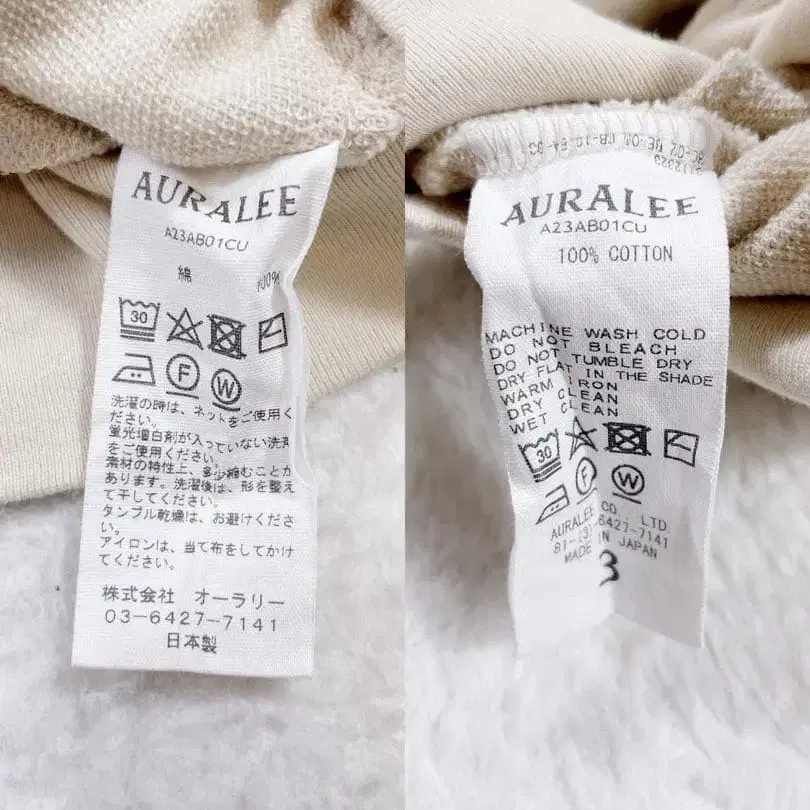 AURALEE
A23AB01CU
綿 100%
30
F
W
洗濯の時は、ネットをご使用く
ださい。
蛍光増白剤が入っていない洗剤
をご使用ください。
素材の特性上、多少縮むことが
あります。洗濯後は、形を整え
て干してください。
タンブル乾燥は、お避けくださ
い。
アイロンは、当て布をしてかけ
てください。
株式会社 オーラリー
03-6427-7141
日本製
AURALEE
A23AB01CU
100% COTTON
MACHINE WASH COLD
DO NOT BLEACH
DO NOT TUMBLE DRY
DRY FLAT IN THE SHADE
WARM IRON
DRY CLEAN
WET CLEAN
30
F
W
AURALEE CO., LTD.
81-(3)-6427-7141
MADE IN JAPAN
3